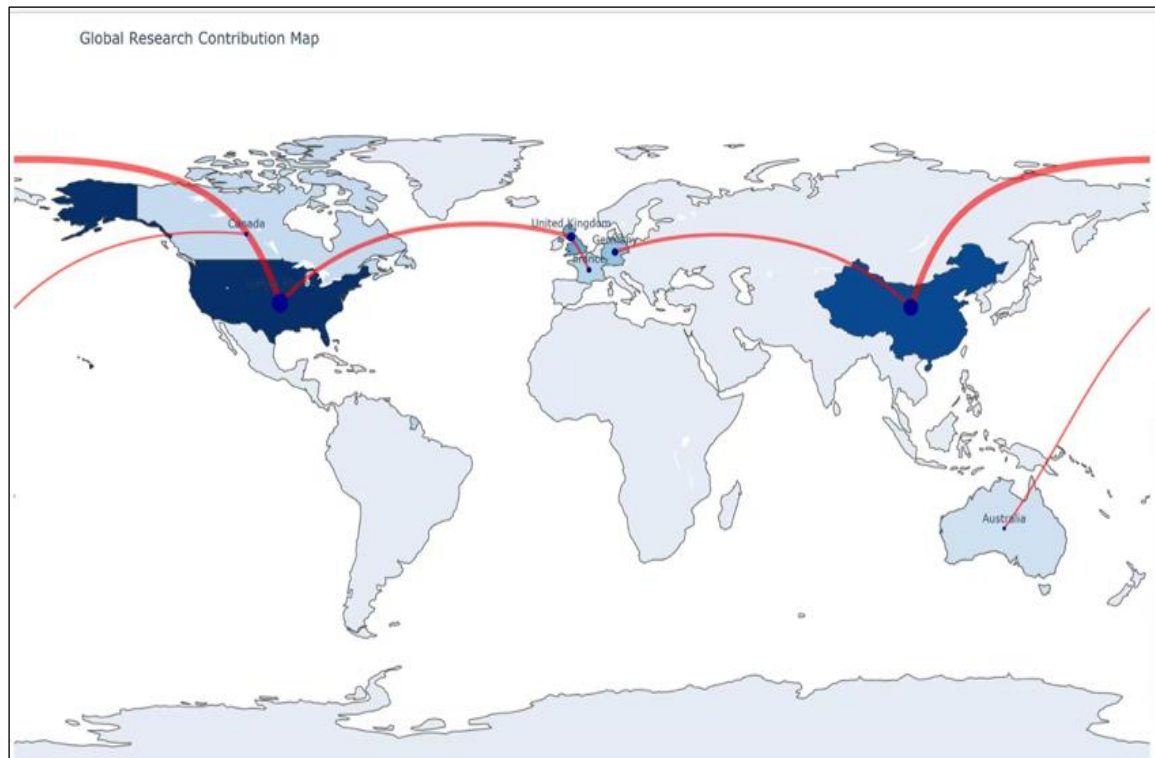 Global Research Contribution Map
Canada
United Kingdom
Germany
France
Australia